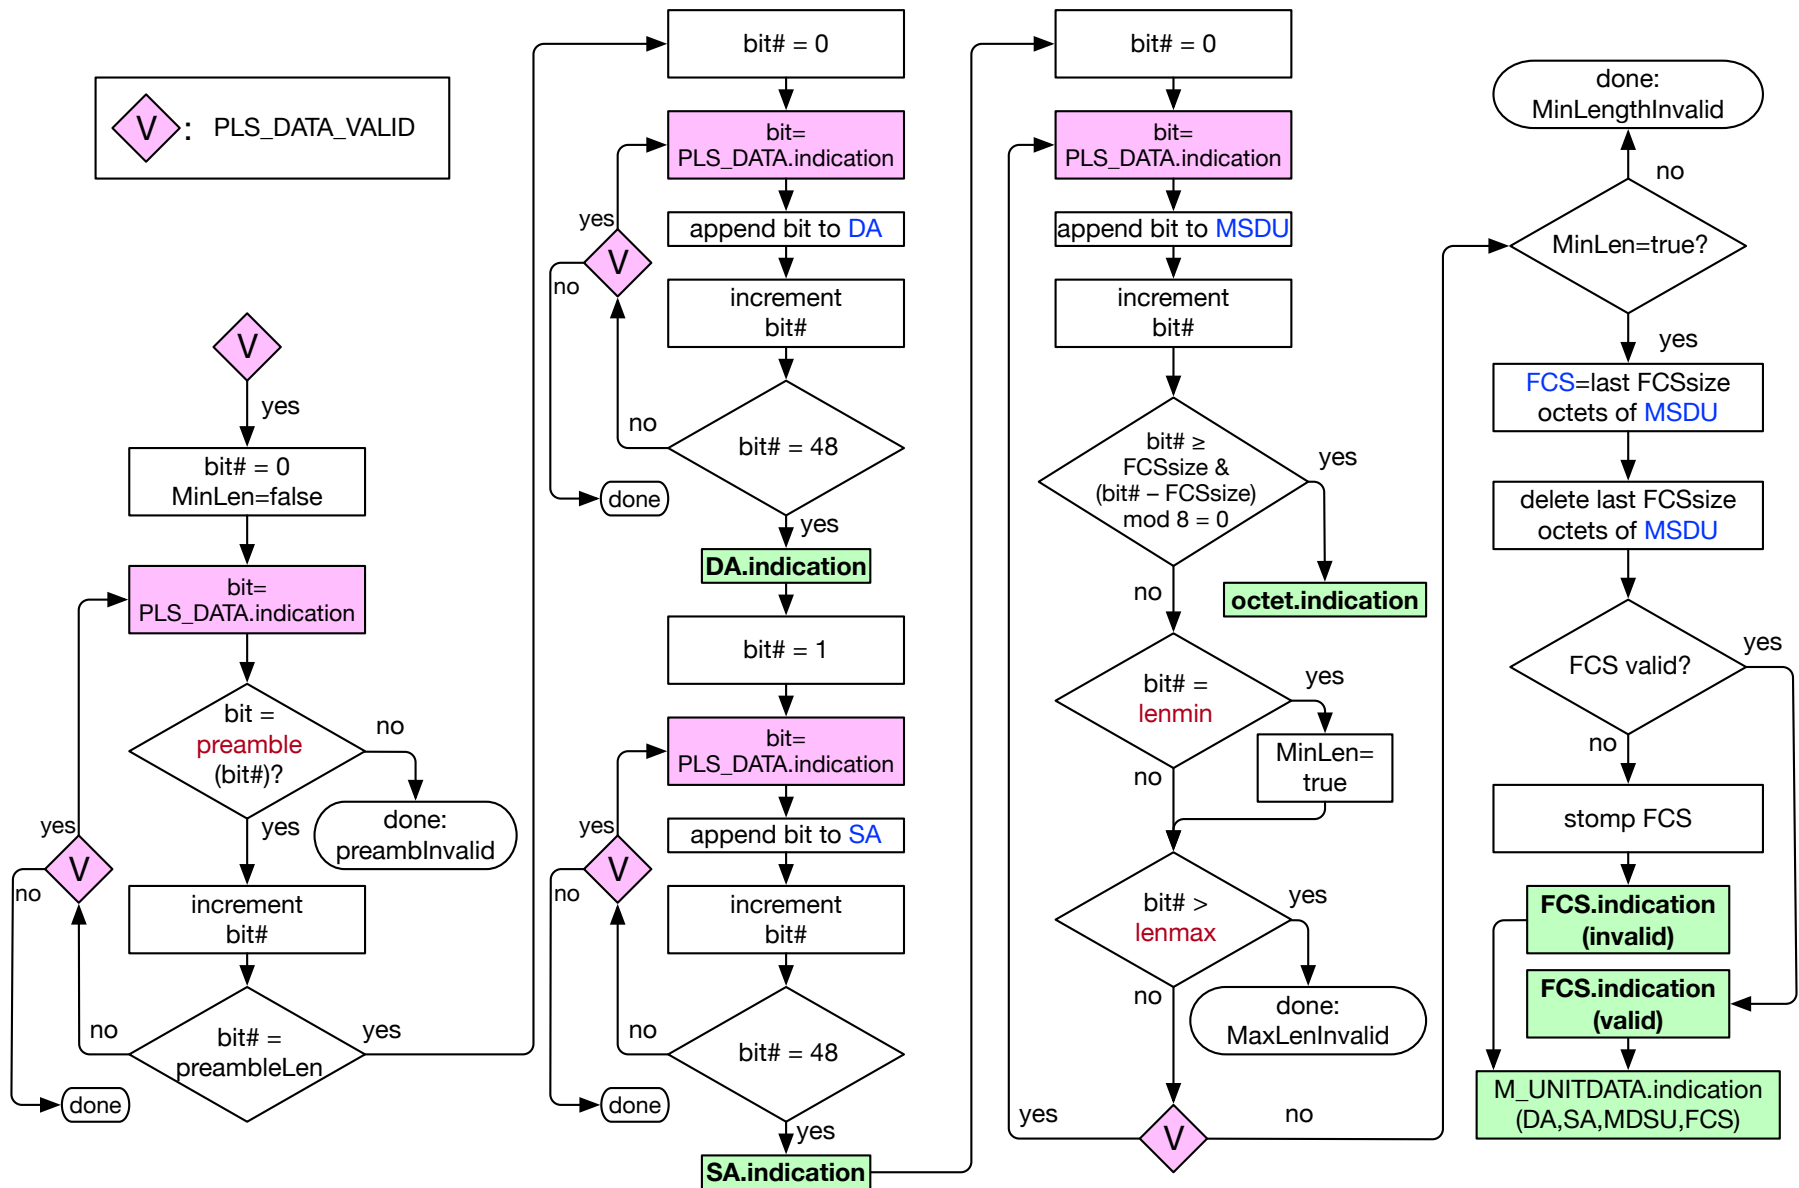 V : PLS_DATA_VALID
V
yes
bit# = 0
MinLen=false
bit=
PLS_DATA.indication
bit =
preamble
(bit#)?
no
done:
preambInvalid
yes
increment
bit#
bit# =
preambleLen
no
V
yes
no
done
yes
bit# = 0
bit=
PLS_DATA.indication
append bit to DA
increment
bit#
bit# = 48
no
V
yes
no
done
yes
DA.indication
bit# = 1
bit=
PLS_DATA.indication
append bit to SA
increment
bit#
bit# = 48
no
V
yes
no
done
yes
SA.indication
bit# = 0
bit=
PLS_DATA.indication
append bit to MSDU
increment
bit#
bit# ≥
FCSsize &
(bit# – FCSsize)
mod 8 = 0
yes
octet.indication
no
bit# =
lenmin
yes
MinLen=
true
no
bit# >
lenmax
yes
done:
MaxLenInvalid
no
V
yes
no
done:
MinLengthInvalid
no
MinLen=true?
yes
FCS=last FCSsize
octets of MSDU
delete last FCSsize
octets of MSDU
FCS valid?
yes
no
stomp FCS
FCS.indication
(invalid)
FCS.indication
(valid)
M_UNITDATA.indication
(DA,SA,MDSU,FCS)